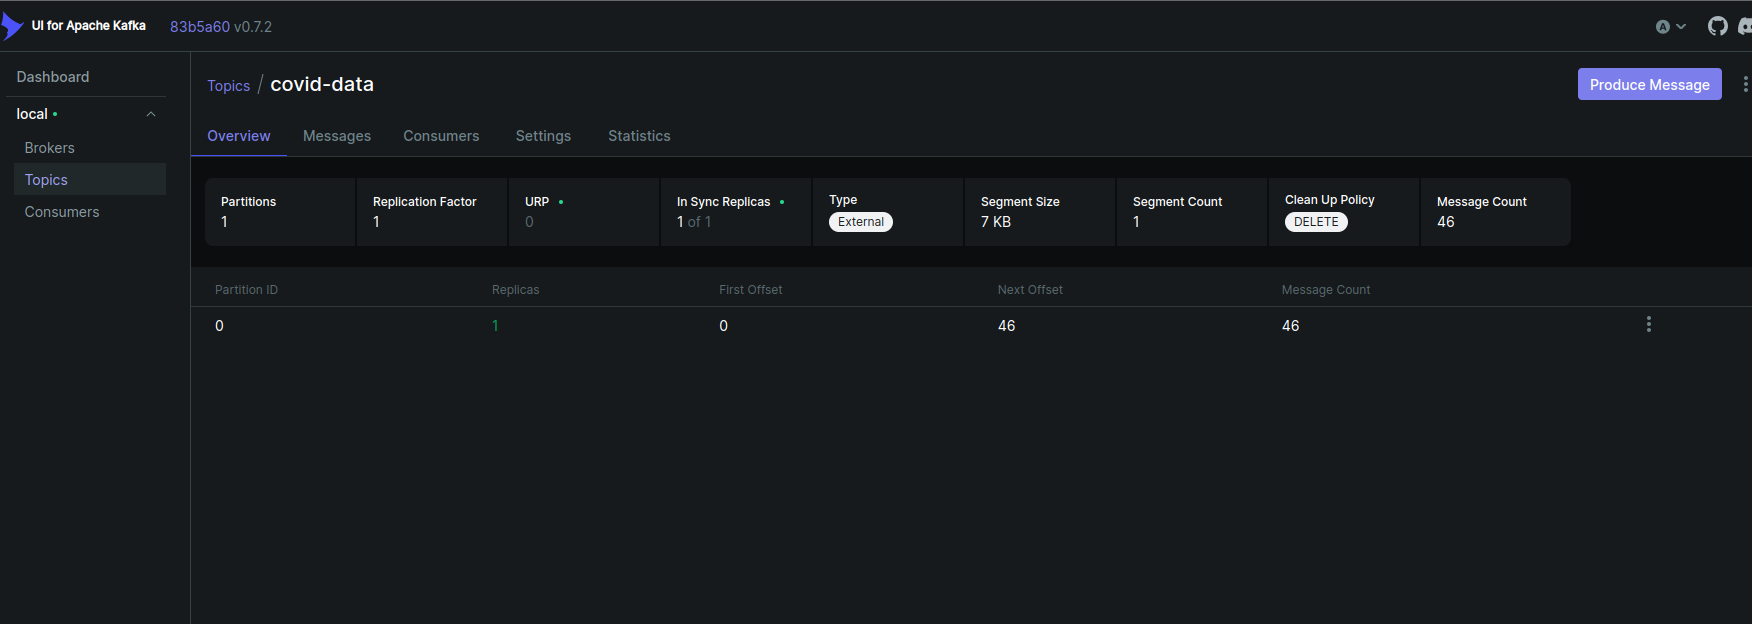 UI for Apache Kafka 83b5a60 v0.7.2
A
Dashboard
local
Brokers
Topics
Consumers
Topics / covid-data
Produce Message
Overview Messages Consumers Settings Statistics
Partitions
1
Replication Factor
1
URP
0
In Sync Replicas
1 of 1
Type
External
Segment Size
7 KB
Segment Count
1
Clean Up Policy
DELETE
Message Count
46
Partition ID Replicas First Offset Next Offset Message Count
0 1 0 46 46